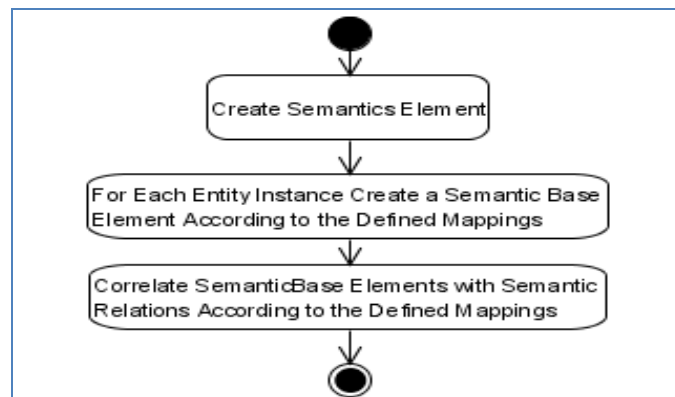 Create Semantics Element
For Each Entity Instance Create a Semantic Base
Element According to the Defined Mappings
Correlate SemanticBase Elements with Semantic
Relations According to the Defined Mappings